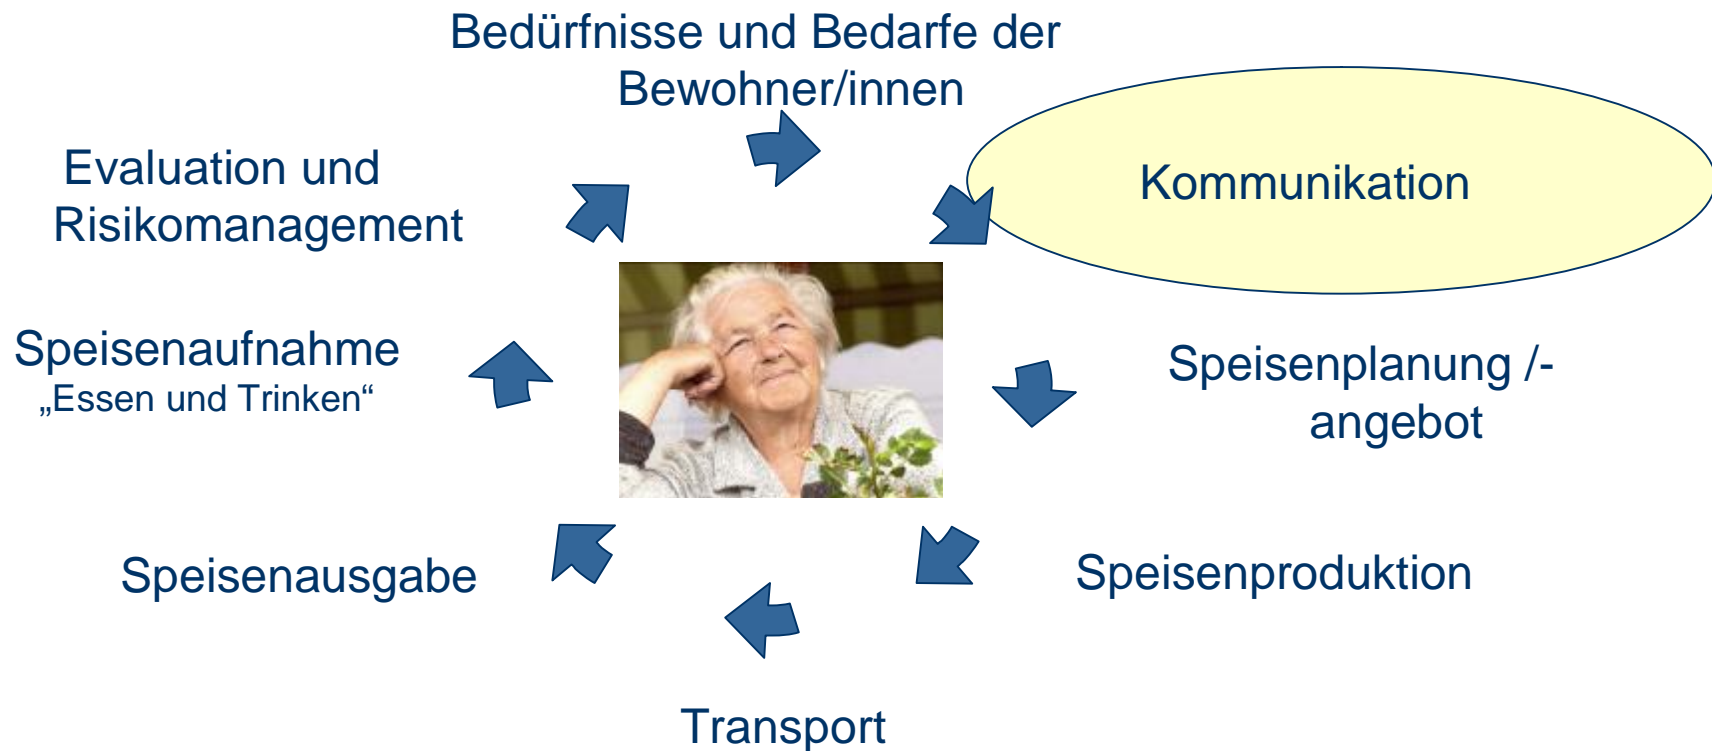 Bedürfnisse und Bedarfe der
Bewohner/innen
Kommunikation
Speisenplanung /-
angebot
Speisenproduktion
Transport
Speisenausgabe
Speisenaufnahme
„Essen und Trinken“
Evaluation und
Risikomanagement